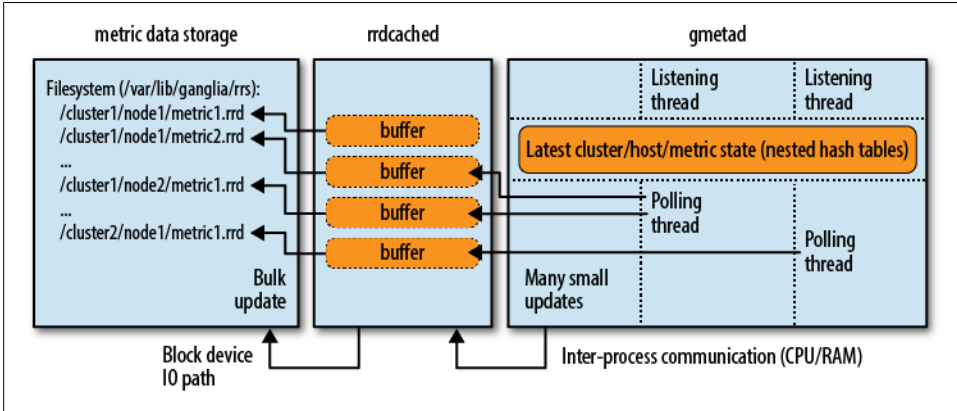 metric data storage
rrdcached
gmetad
Filesystem (/var/lib/ganglia/rrs):
/cluster1/node1/metric1.rrd
/cluster1/node1/metric2.rrd
...
/cluster1/node2/metric1.rrd
...
/cluster2/node1/metric1.rrd
Bulk
update
buffer
buffer
buffer
buffer
Listening
thread
Listening
thread
Latest cluster/host/metric state (nested hash tables)
Polling
thread
Polling
thread
Many small
updates
Block device
IO path
Inter-process communication (CPU/RAM)